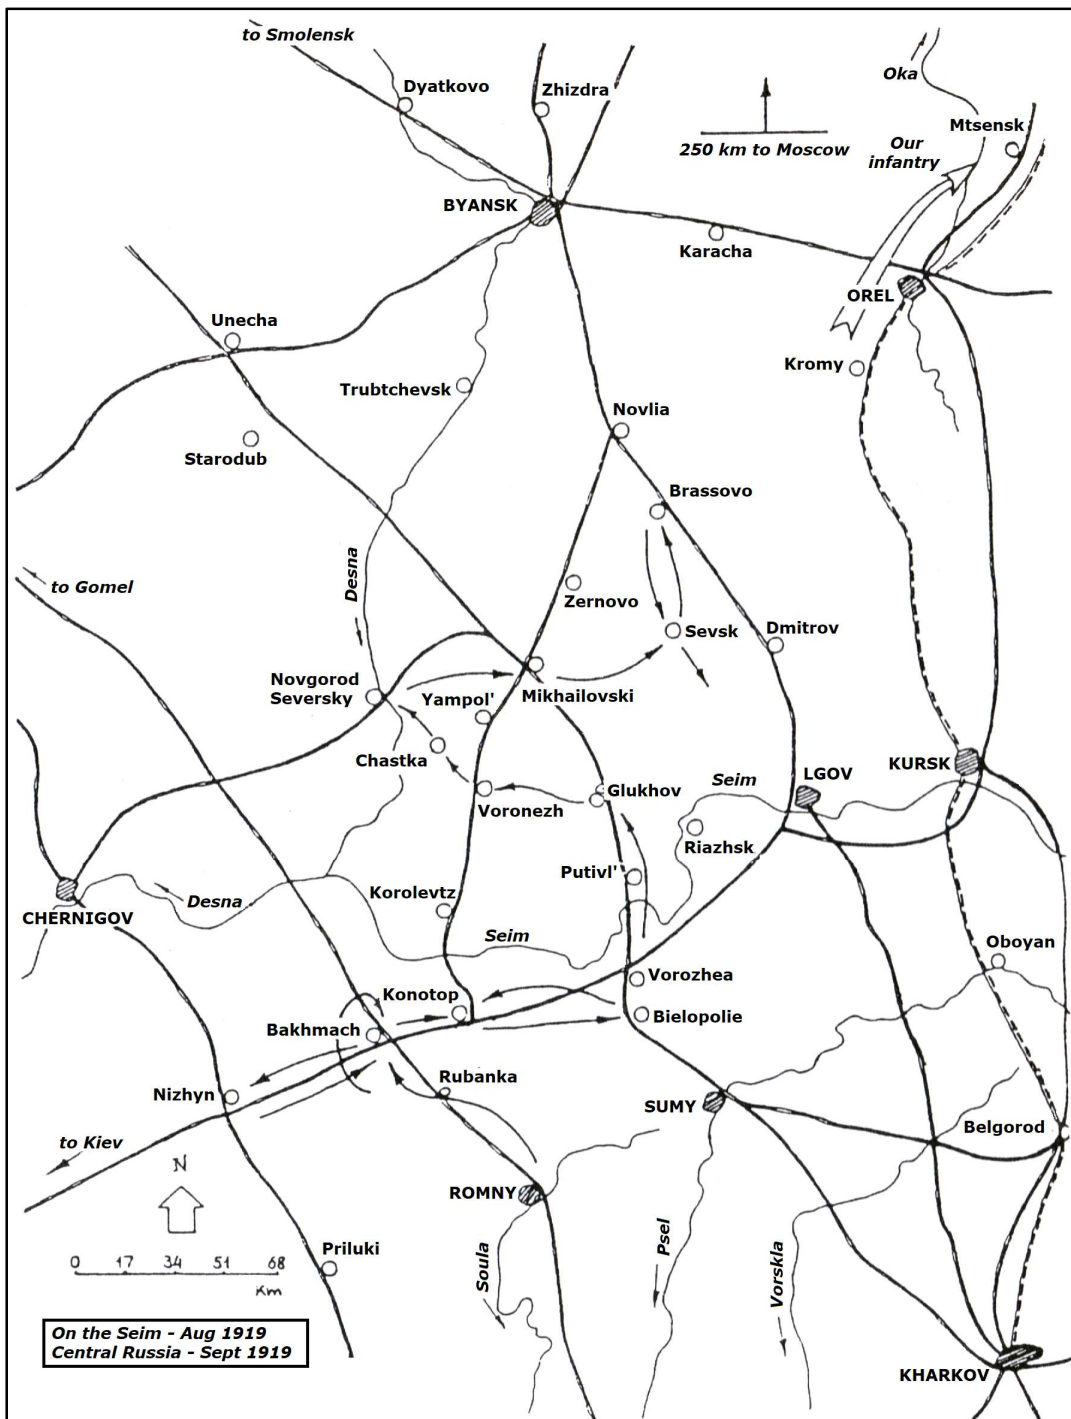 to Smolensk
Dyatkovo
Zhizdra
Oka
Mtsensk
250 km to Moscow
Our
infantry
BYANSK
Karacha
OREL
Unecha
Kromy
Trubtchevsk
Novlia
Starodub
Brassovo
Desna
to Gomel
Zernovo
Sevsk
Dmitrov
Novgorod
Seversky
Yampol'
Mikhailovski
Chastka
Seim
LGOV
KURSK
Voronezh
Glukhov
Riazhsk
Putivl'
Korolevtz
Desna
CHERNIGOV
Seim
Oboyan
Vorozhea
Konotop
Bielopolie
Bakhmach
Rubanka
Nizhyn
SUMY
Belgorod
to Kiev
N
ROMNY
Psel
Soula
Vorskla
Priluki
0 17 34 51 68
Km
On the Seim - Aug 1919
Central Russia - Sept 1919
KHARKOV